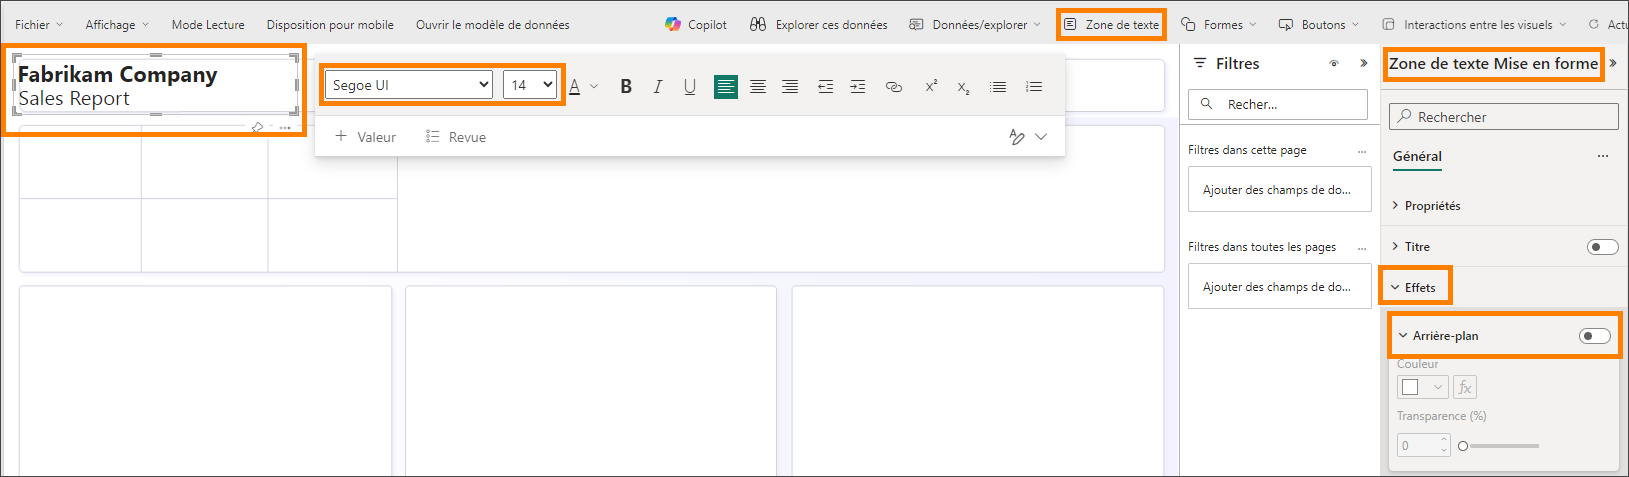 Fichier
Affichage
Mode Lecture
Disposition pour mobile
Ouvrir le modèle de données
Copilot
Explorer ces données
Données/explorer
Zone de texte
Formes
Boutons
Interactions entre les visuels
Actu
Fabrikam Company
Sales Report
Segoe UI
14
A
B
I
U
x²
x₂
Valeur
Revue
Filtres
Recher...
Filtres dans cette page
...
Ajouter des champs de do...
Filtres dans toutes les pages
...
Ajouter des champs de do...
Zone de texte Mise en forme
Rechercher
Général
...
Propriétés
Titre
Effets
Arrière-plan
Couleur
fx
Transparence (%)
0